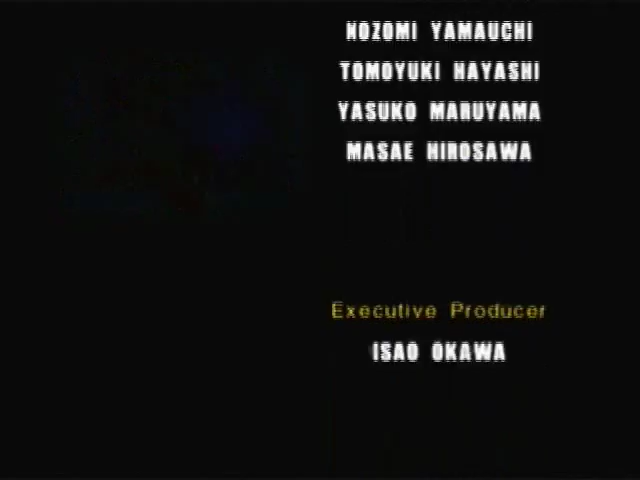 NOZOMI YAMAUCHI
TOMOYUKI HAYASHI
YASUKO MARUYAMA
MASAE HIROSAWA
Executive Producer
ISAO OKAWA